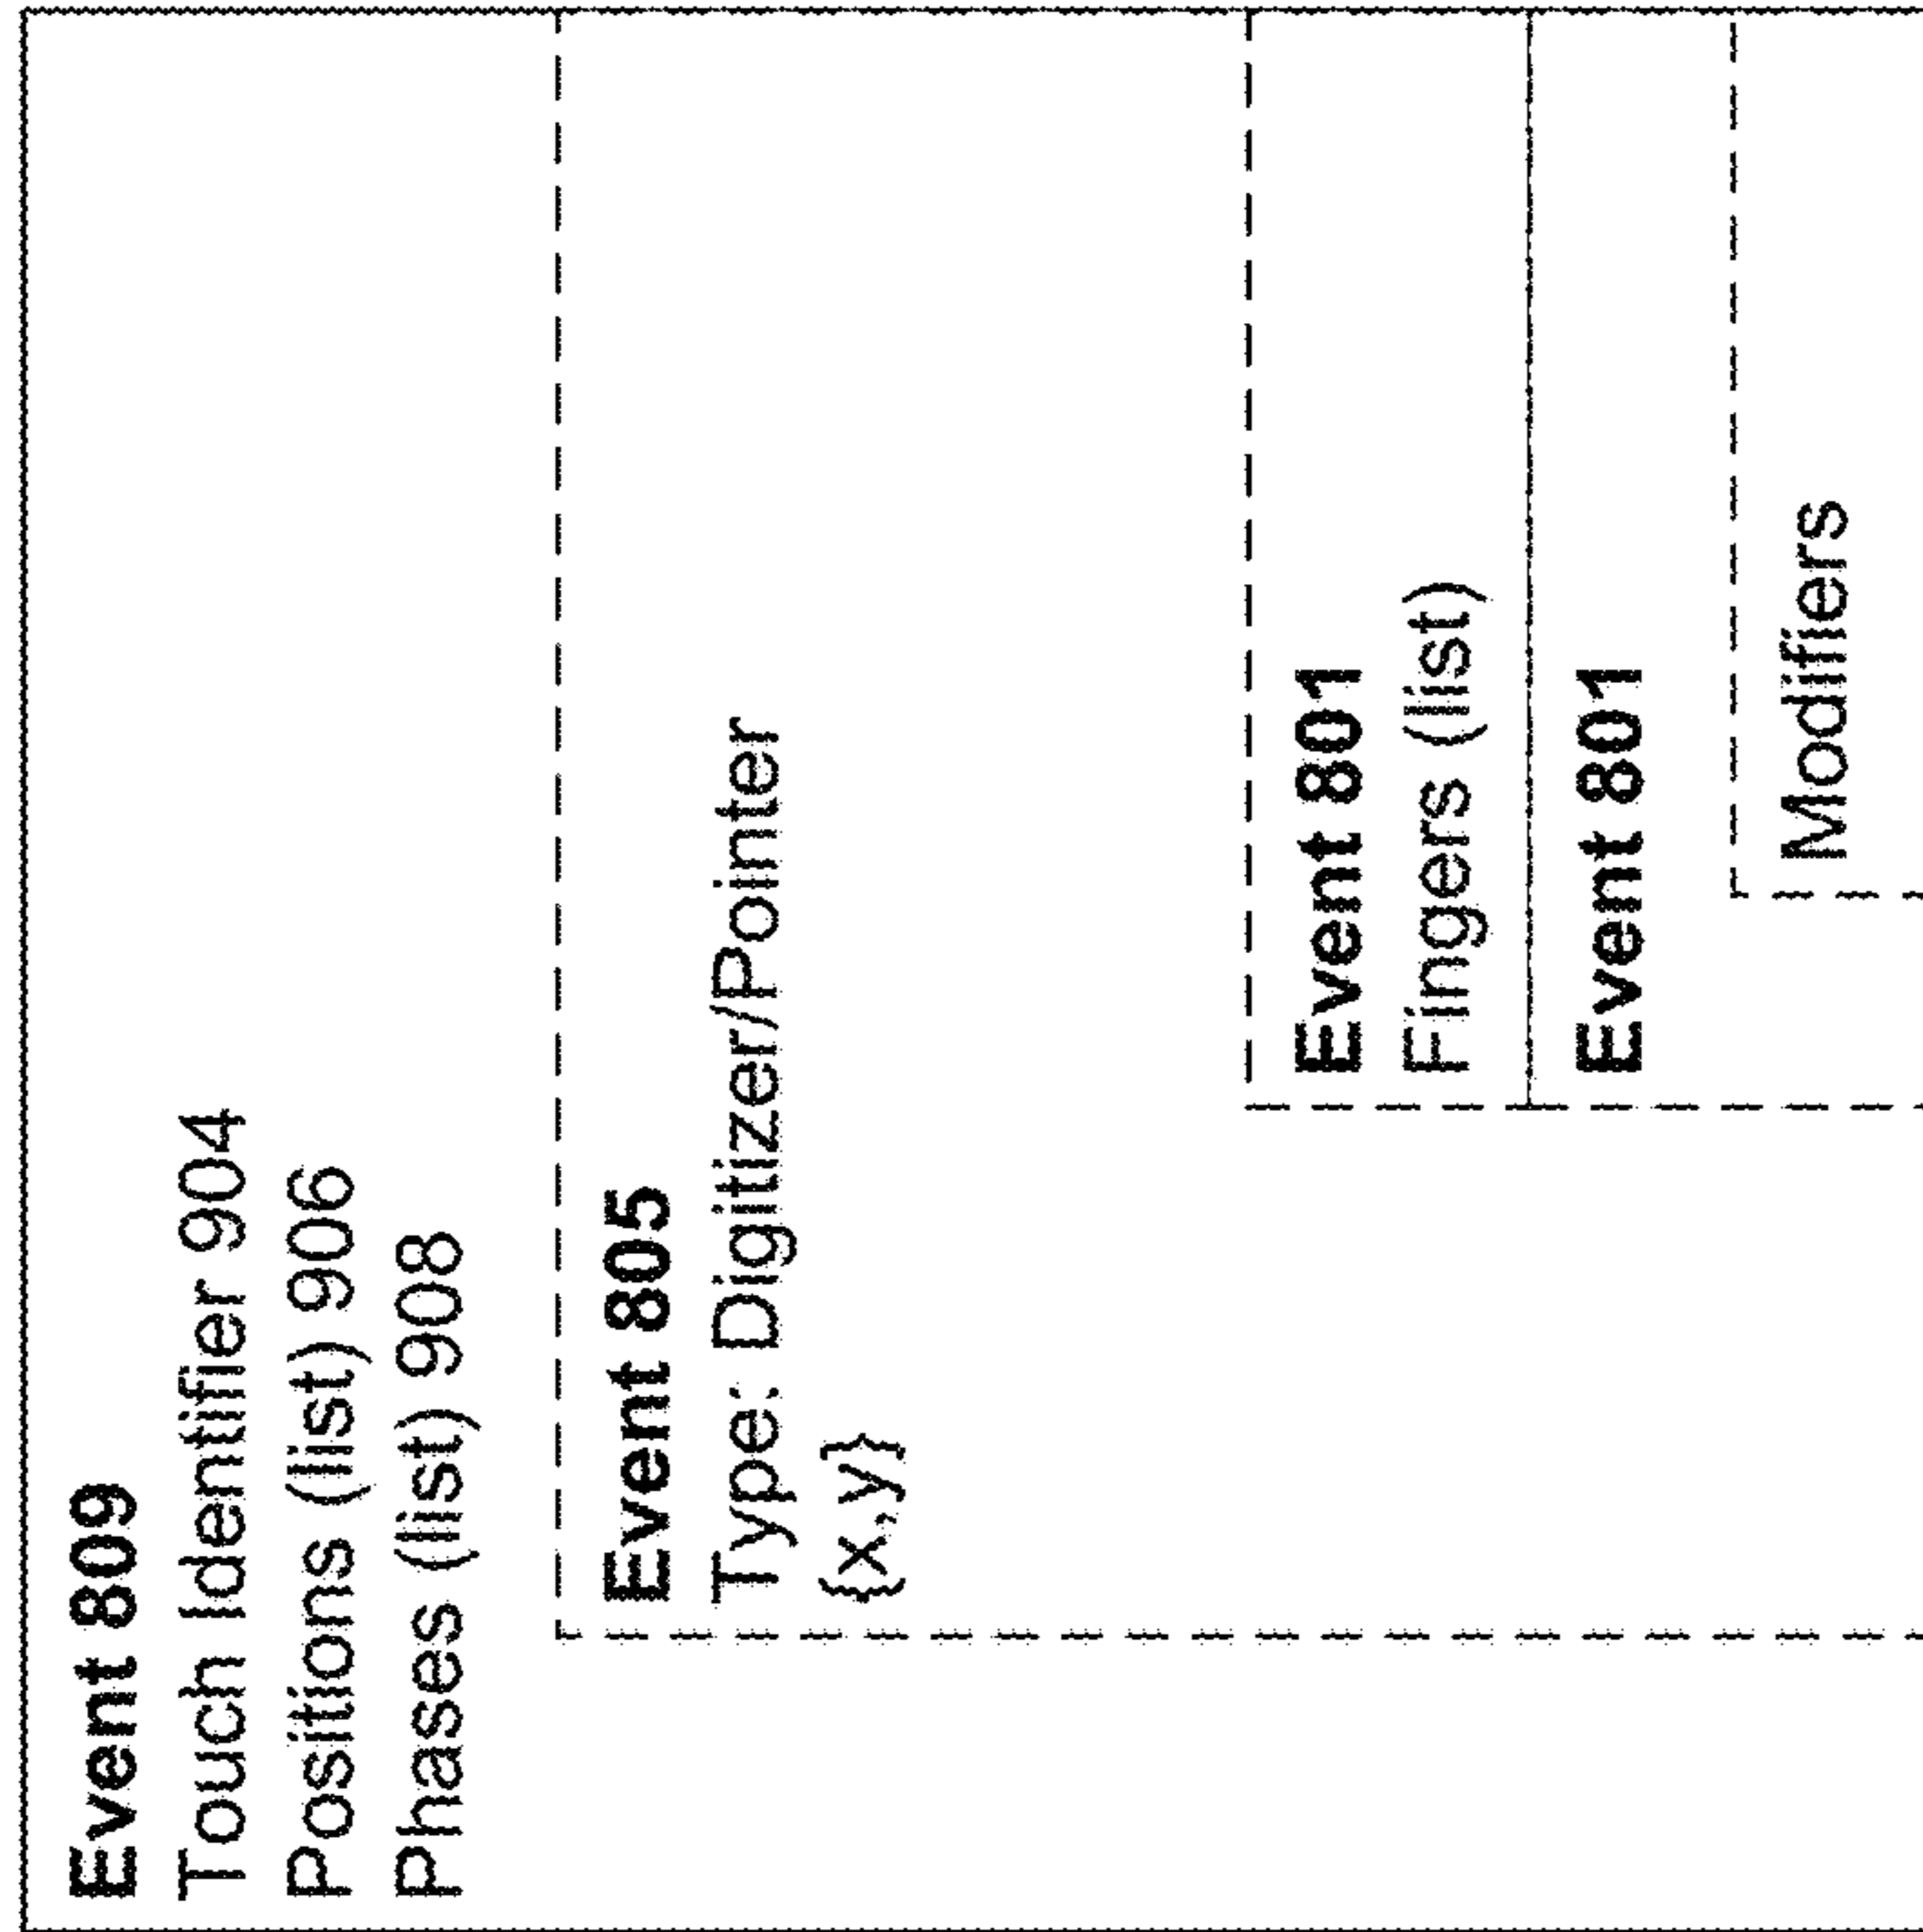 Event 809
Touch Identifier 904
Positions (list) 906
Phases (list) 908
Event 805
Type: Digitizer/Pointer
{x,y}
Event 801
Fingers (list)
Event 801
Modifiers